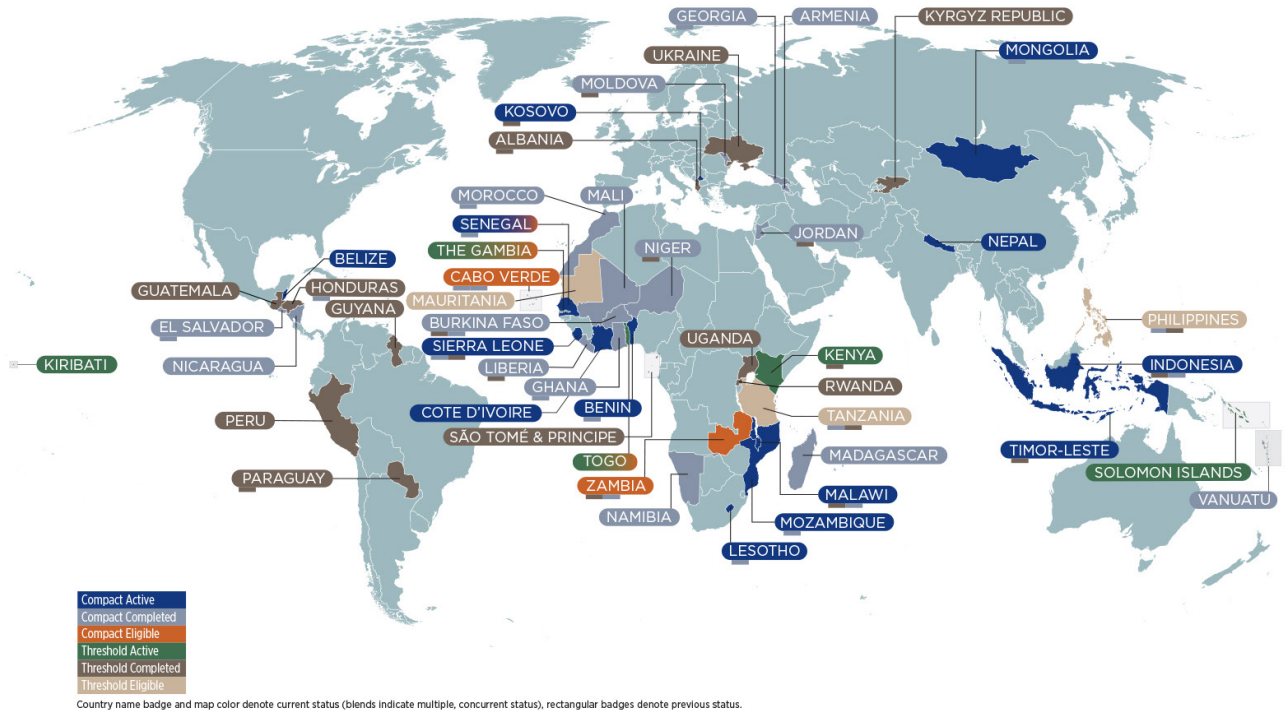 GEORGIA
ARMENIA
KYRGYZ REPUBLIC
UKRAINE
MONGOLIA
MOLDOVA
KOSOVO
ALBANIA
MOROCCO
MALI
SENEGAL
JORDAN
NEPAL
THE GAMBIA
NIGER
BELIZE
CABO VERDE
HONDURAS
GUATEMALA
MAURITANIA
GUYANA
PHILIPPINES
EL SALVADOR
BURKINA FASO
UGANDA
SIERRA LEONE
KENYA
KIRIBATI
NICARAGUA
LIBERIA
INDONESIA
GHANA
RWANDA
PERU
COTE D'IVOIRE
BENIN
TANZANIA
SÃO TOMÉ & PRINCIPE
TIMOR-LESTE
MADAGASCAR
TOGO
SOLOMON ISLANDS
PARAGUAY
ZAMBIA
MALAWI
VANUATU
NAMIBIA
MOZAMBIQUE
LESOTHO
Compact Active
Compact Completed
Compact Eligible
Threshold Active
Threshold Completed
Threshold Eligible
Country name badge and map color denote current status (blends indicate multiple, concurrent status), rectangular badges denote previous status.